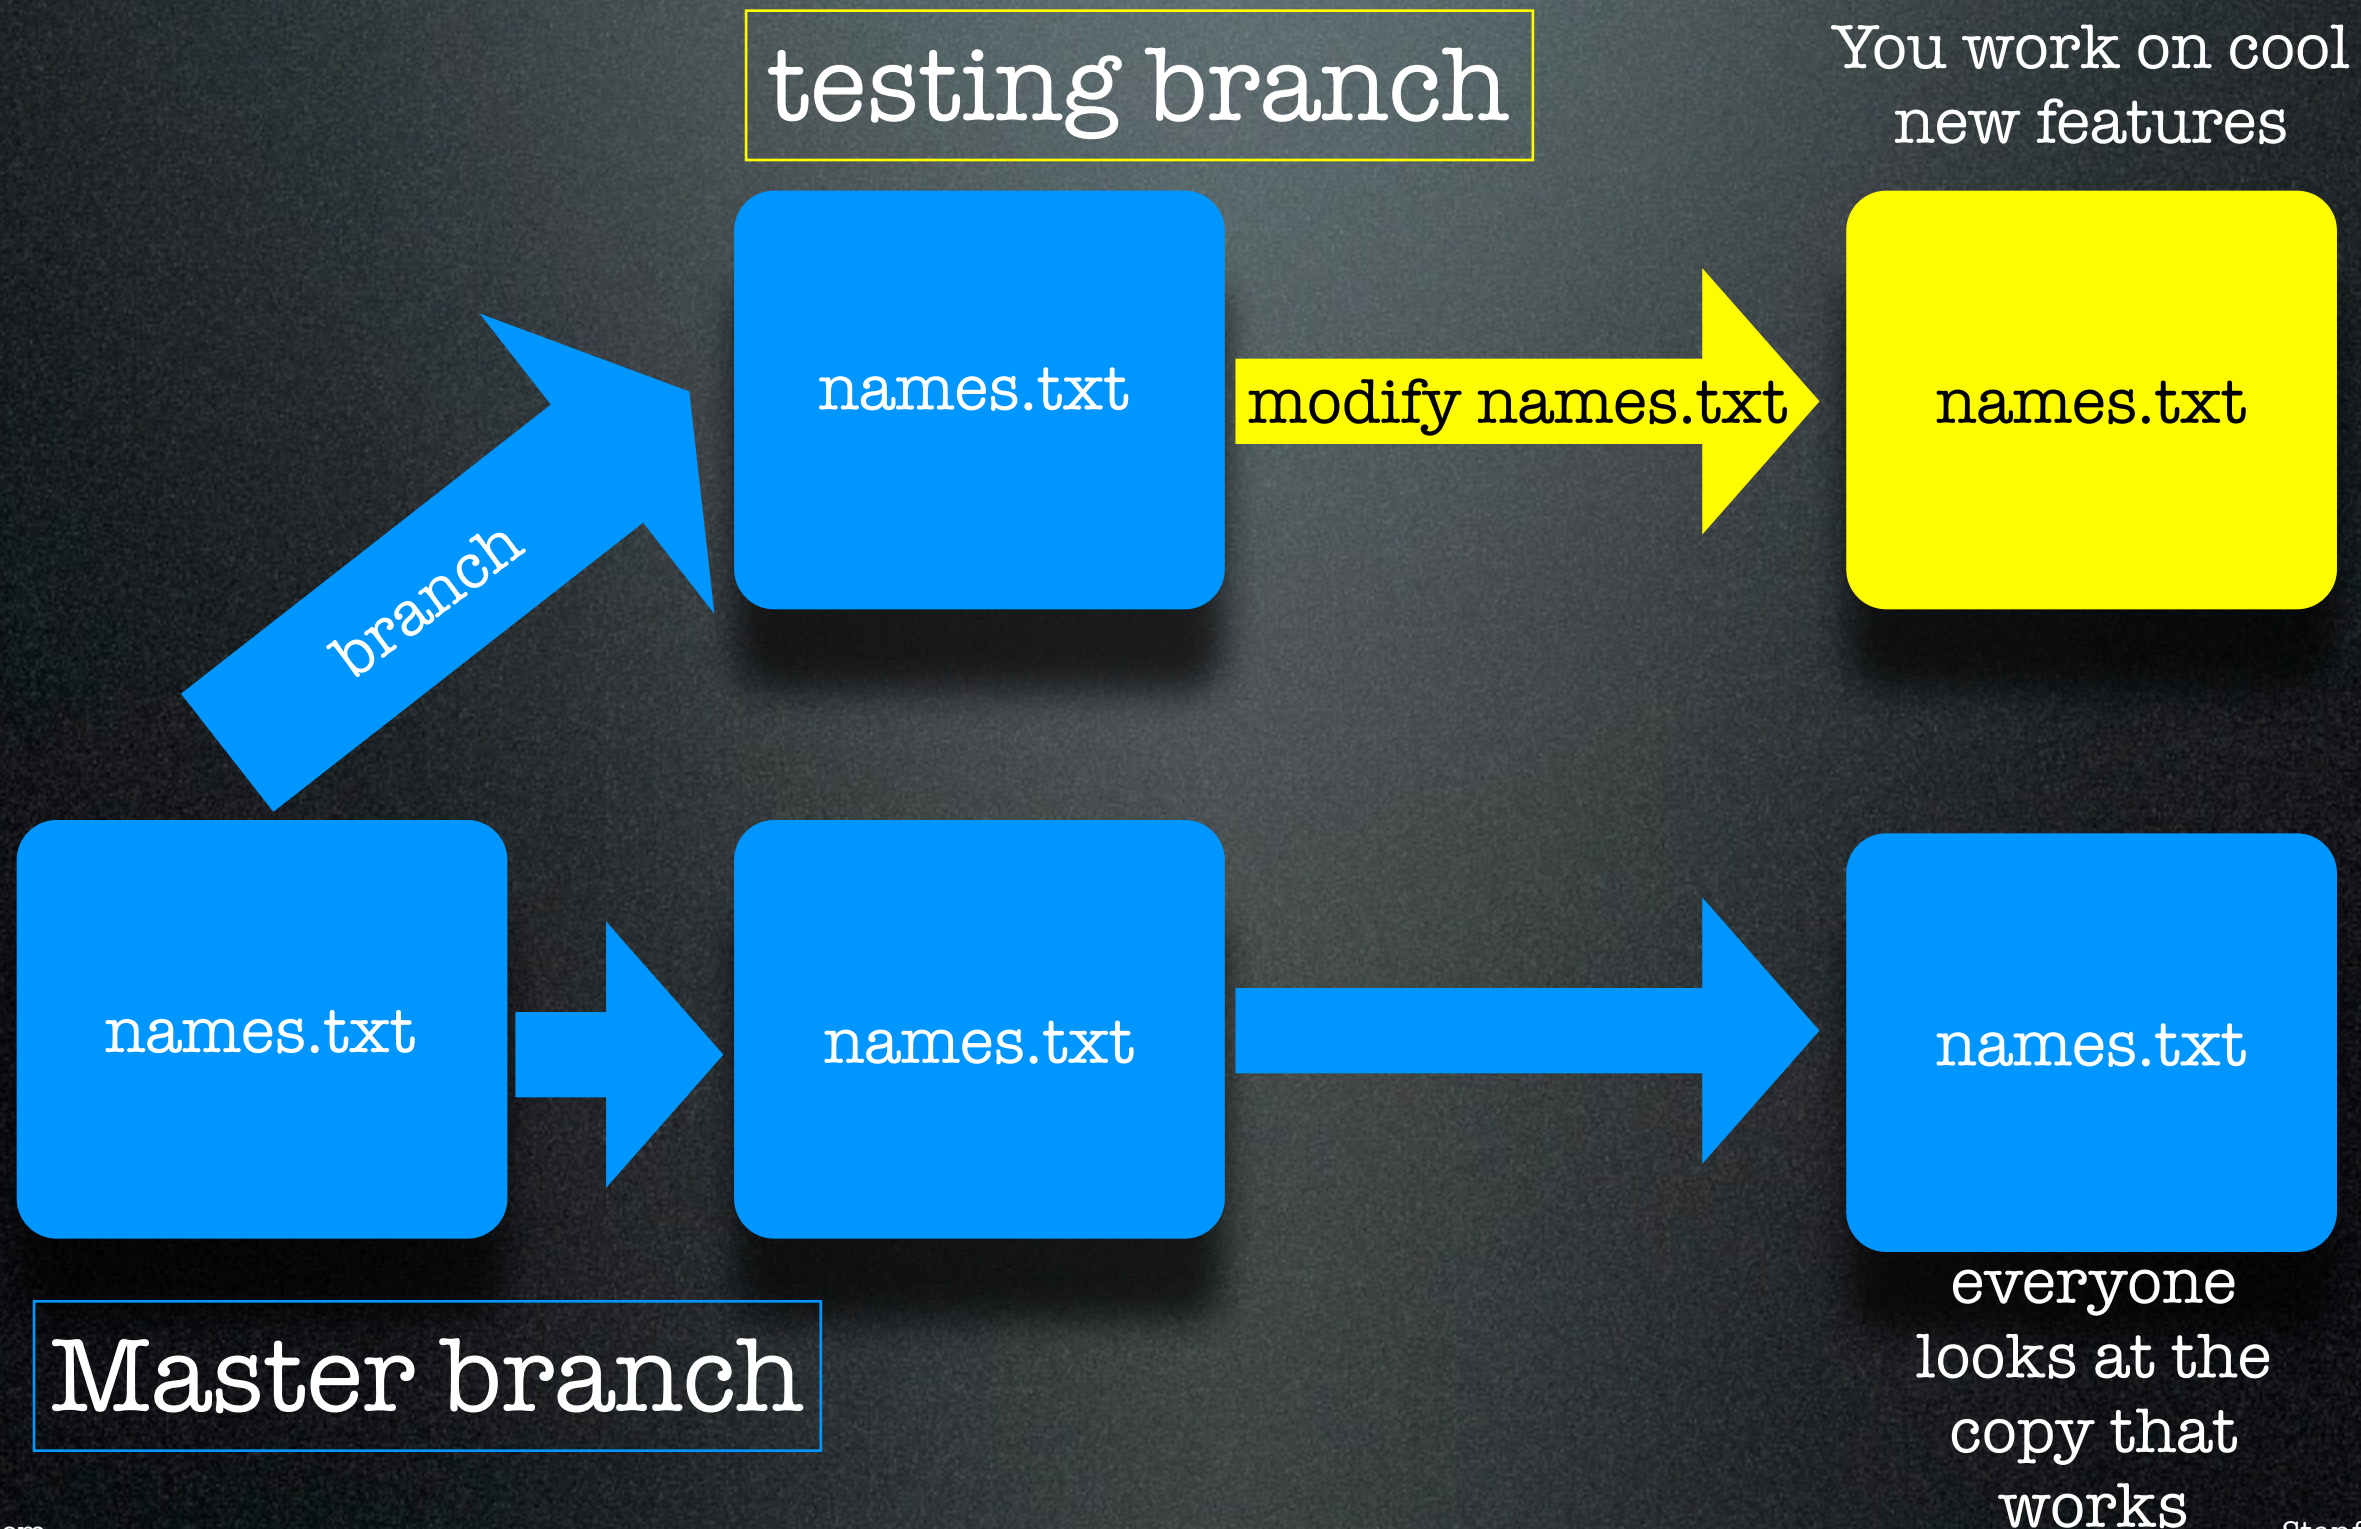 testing branch
You work on cool
new features
names.txt
modify names.txt
names.txt
branch
names.txt
names.txt
names.txt
Master branch
everyone
looks at the
copy that
works